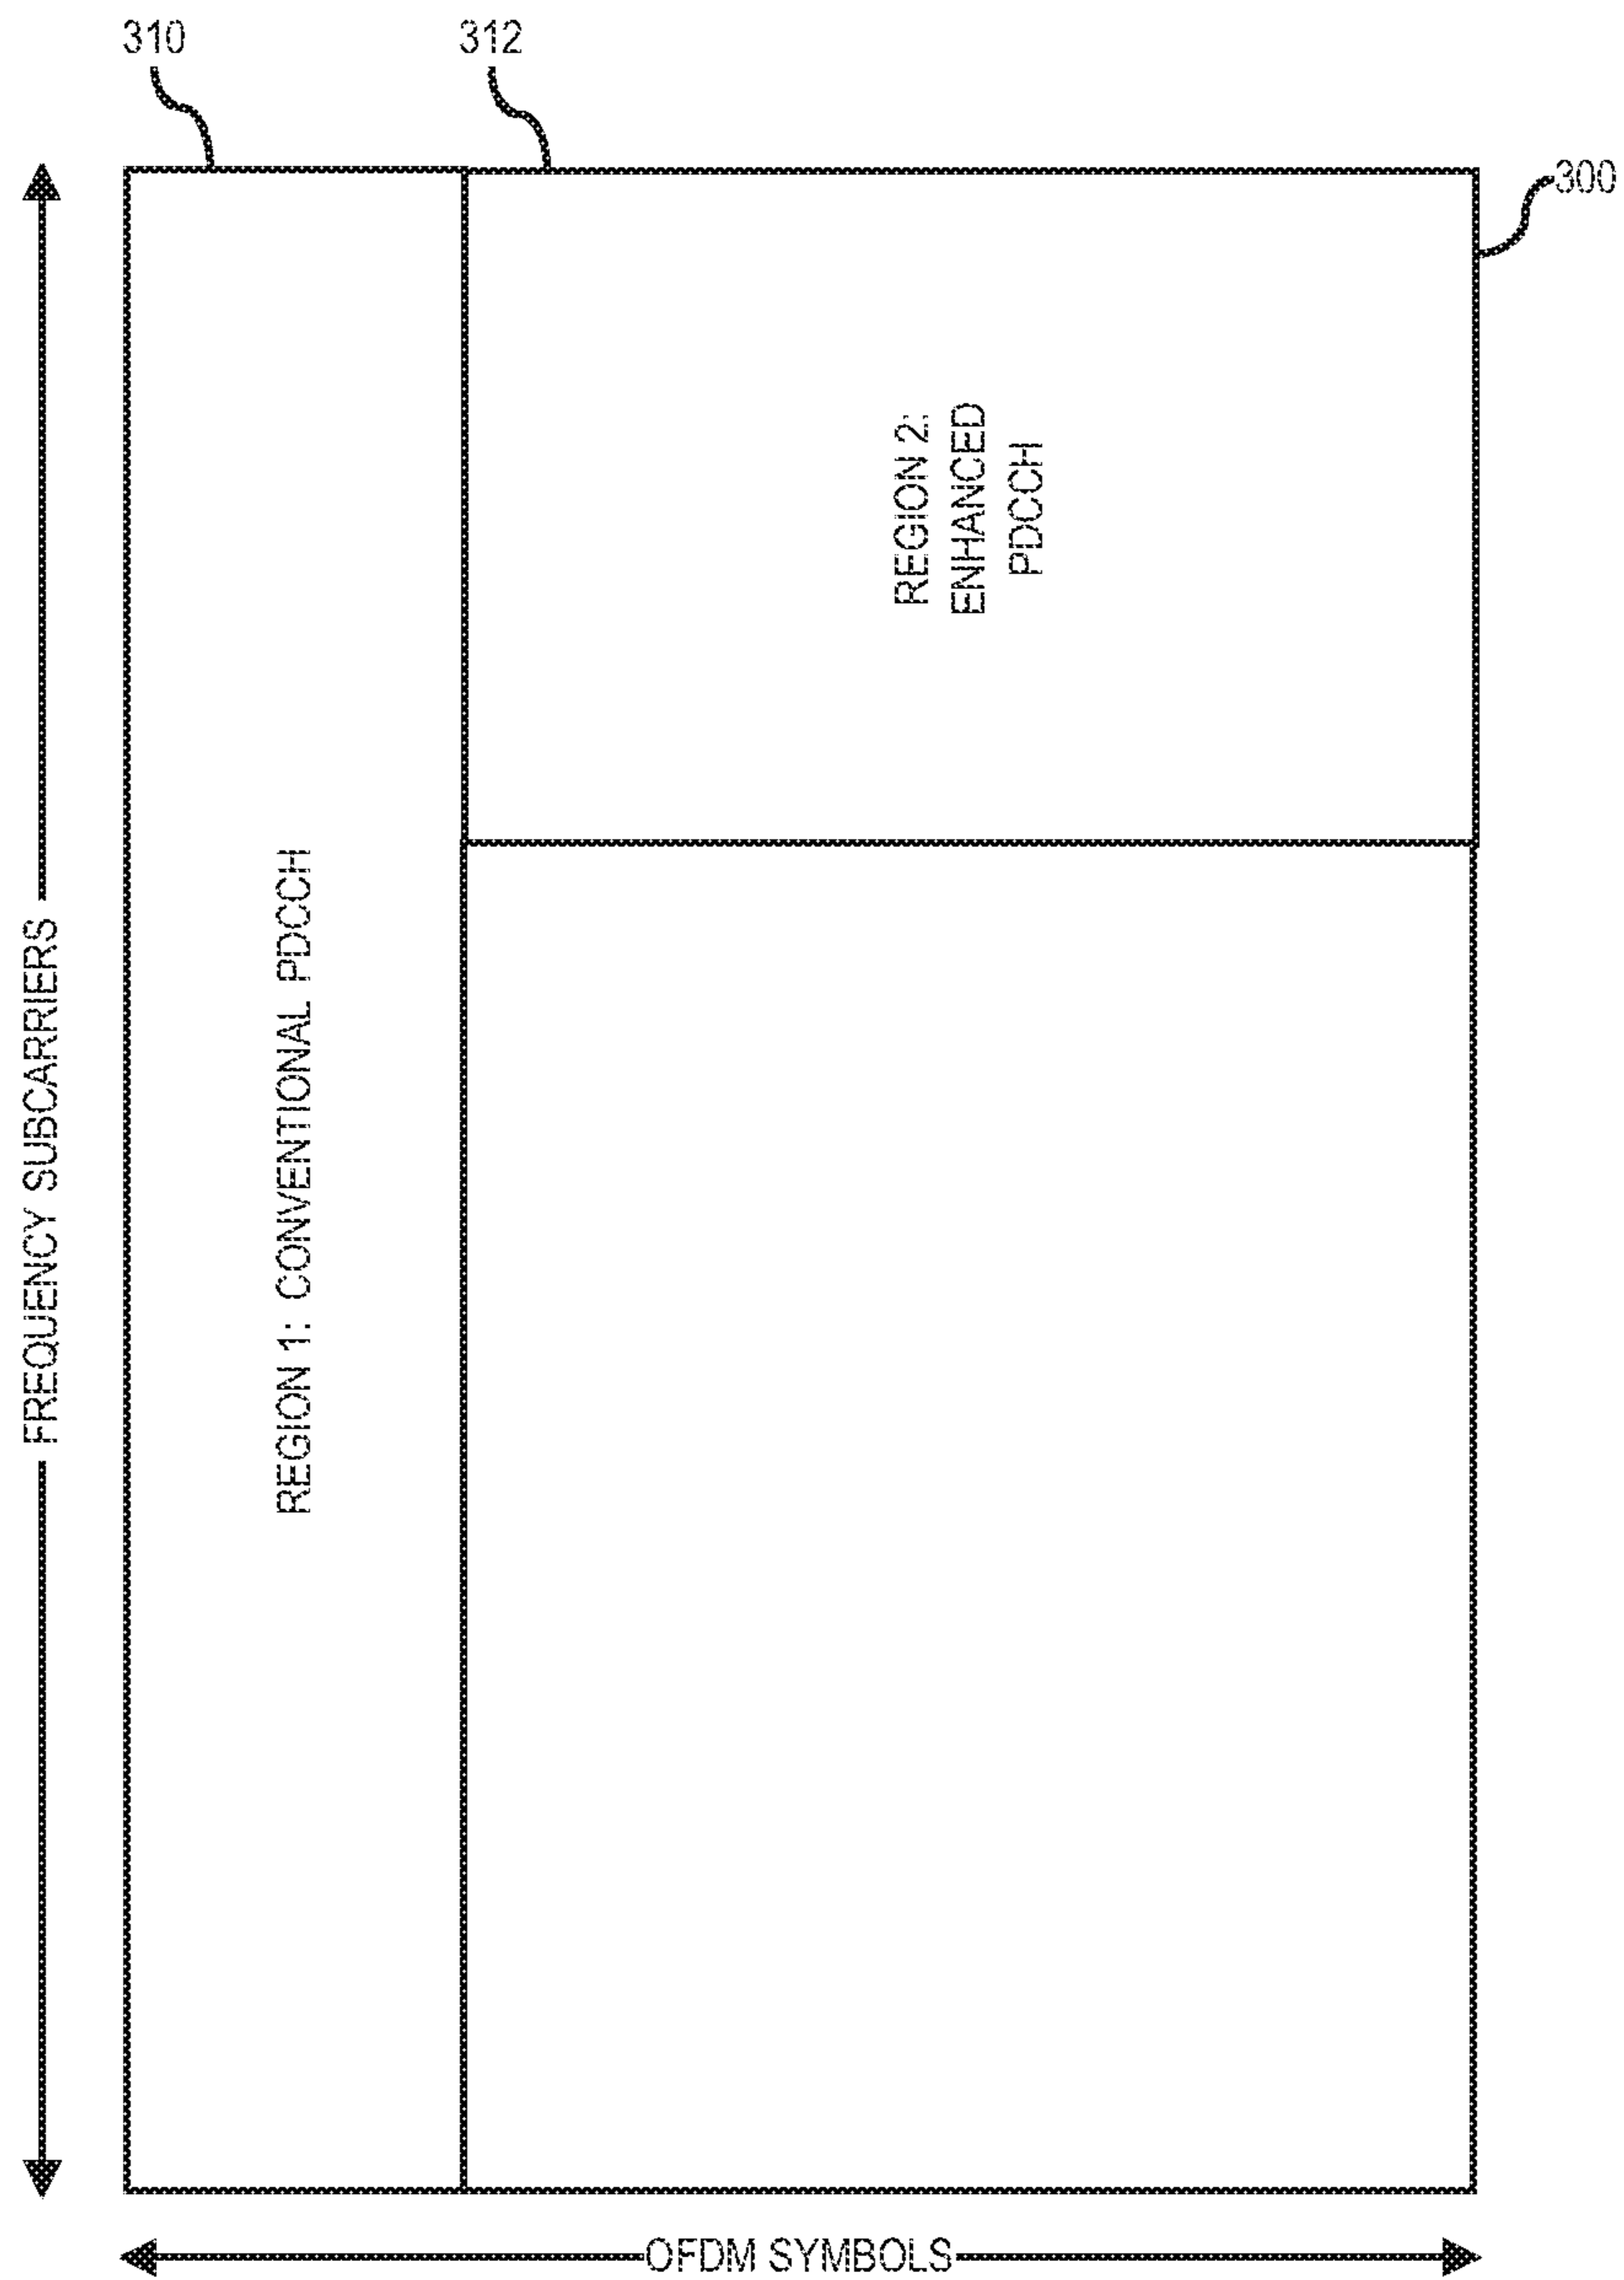 310
312
300
FREQUENCY SUBCARRIERS
REGION 1: CONVENTIONAL PDCCH
REGION 2:
ENHANCED
PDCCH
OFDM SYMBOLS